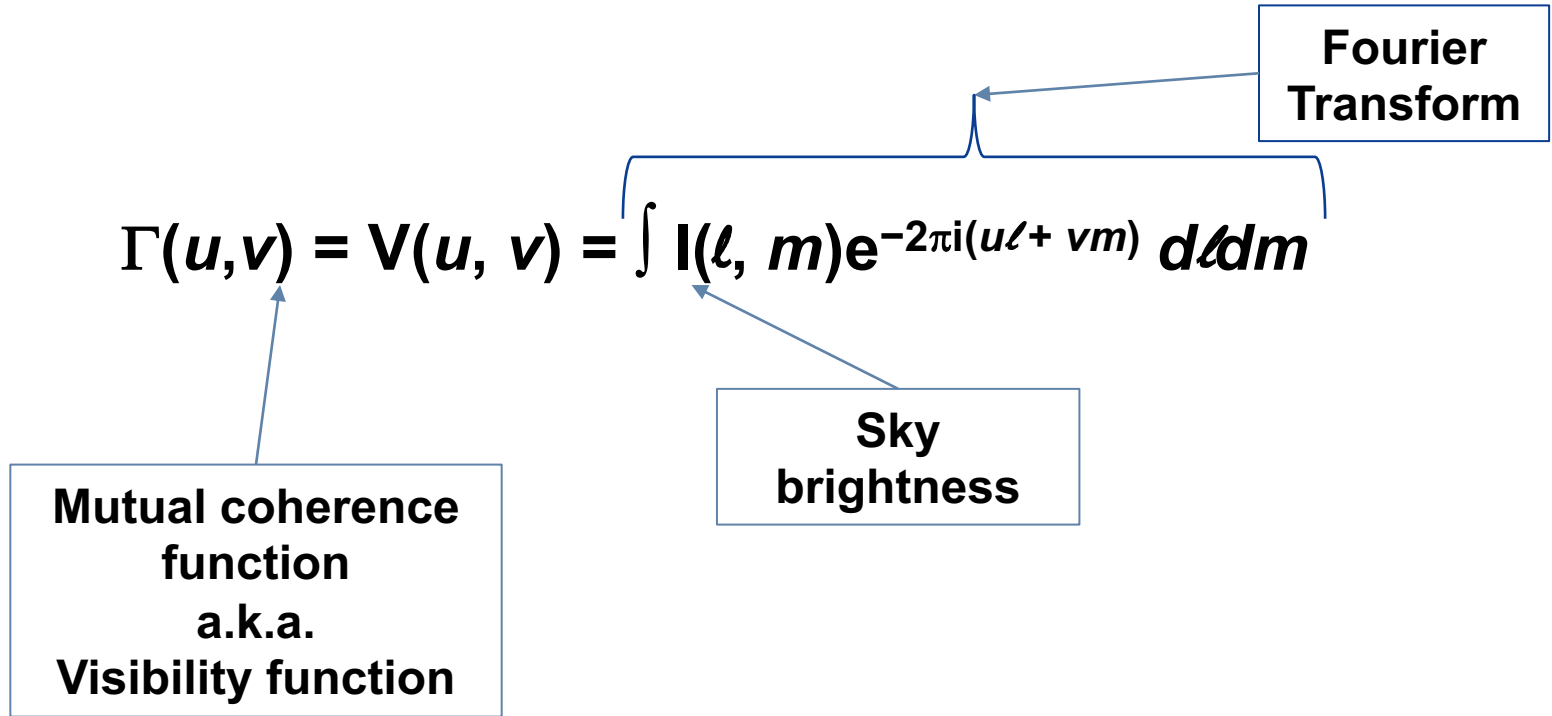 Fourier
Transform
Γ(u,v) = V(u, v) = ∫ I(ℓ, m)e⁻²πi(uℓ + vm) dℓdm
Sky
brightness
Mutual coherence
function
a.k.a.
Visibility function